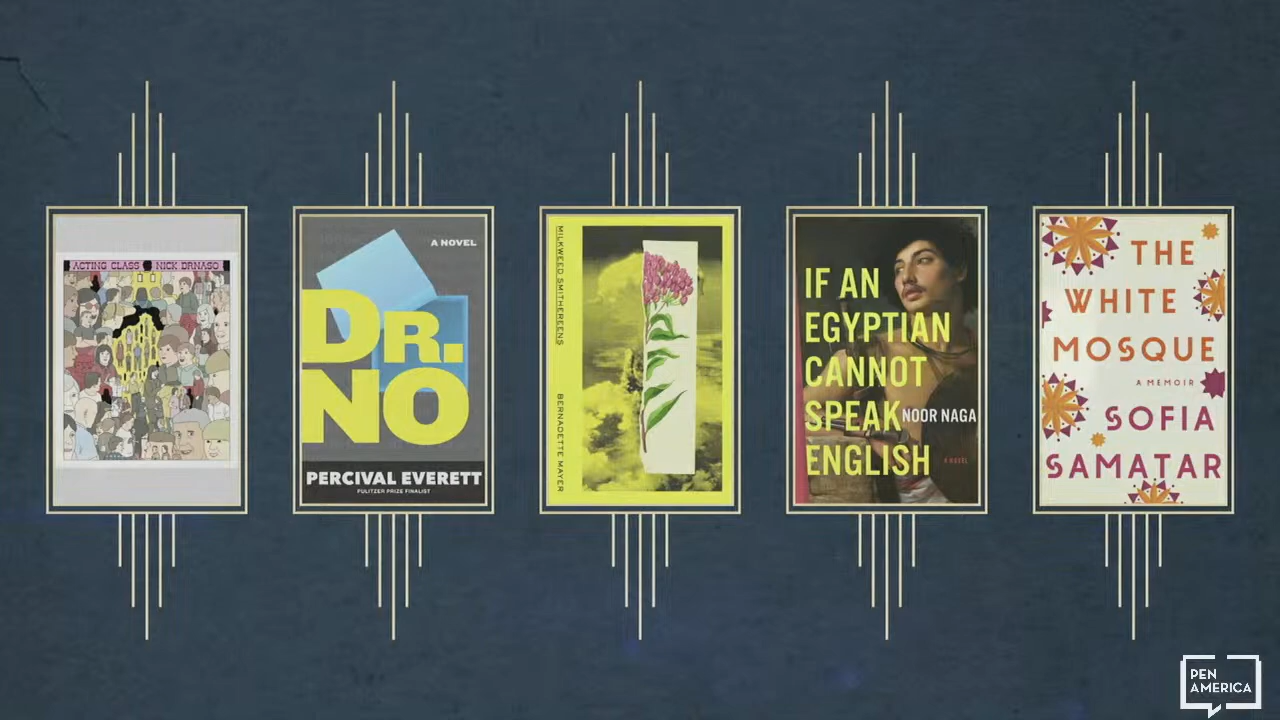 ACTING CLASS NICK DRNASO
A NOVEL
DR.
NO
PERCIVAL EVERETT
PULITZER PRIZE FINALIST
MILKWEED SMITHEREENS
BERNADETTE MAYER
IF AN
EGYPTIAN
CANNOT
SPEAK
NOOR NAGA
ENGLISH
A NOVEL
THE
WHITE
MOSQUE
A MEMOIR
SOFIA
SAMATAR
PEN
AMERICA